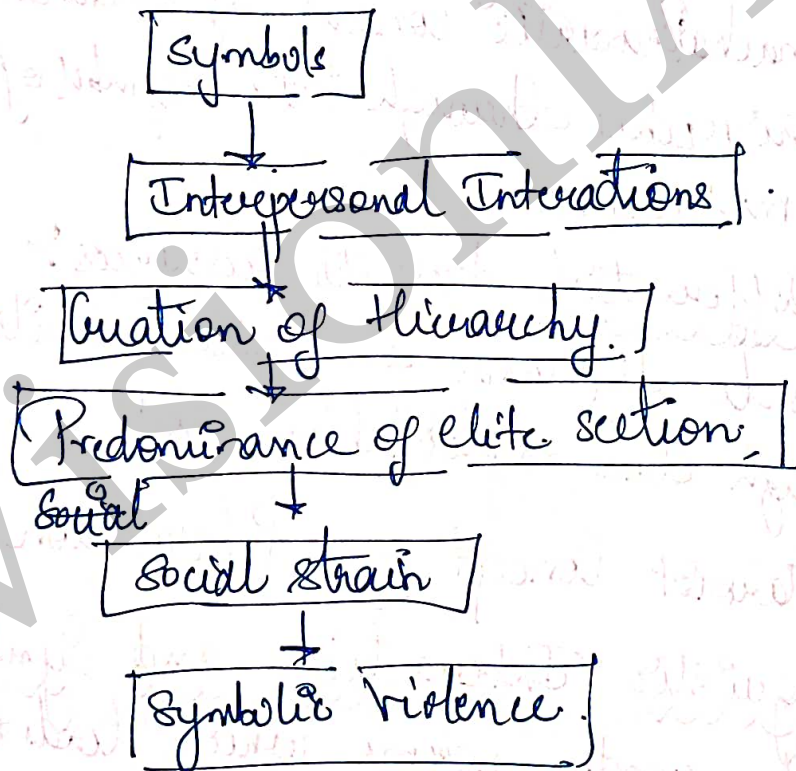 Symbols
Interpersonal Interactions.
Creation of Hierarchy.
Predominance of elite section,
Social
Social strain
Symbolic Violence.